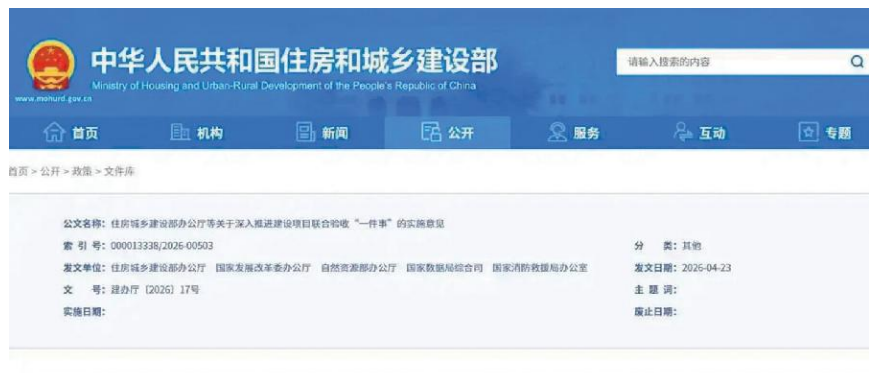 中华人民共和国住房和城乡建设部
Ministry of Housing and Urban-Rural Development of the People's Republic of China
www.mohurd.gov.cn
请输入搜索的内容
首页 机构 新闻 公开 服务 互动 专题
首页 > 公开 > 政策 > 文件库
公文名称：住房城乡建设部办公厅等关于深入推进建设项目联合验收“一件事”的实施意见
索 引 号：000013338/2026-00503 分 类：其他
发文单位：住房城乡建设部办公厅 国家发展改革委办公厅 自然资源部办公厅 国家数据局综合司 国家消防救援局办公室 发文日期：2026-04-23
文 号：建办厅〔2026〕17号 主 题 词：
实施日期： 废止日期：